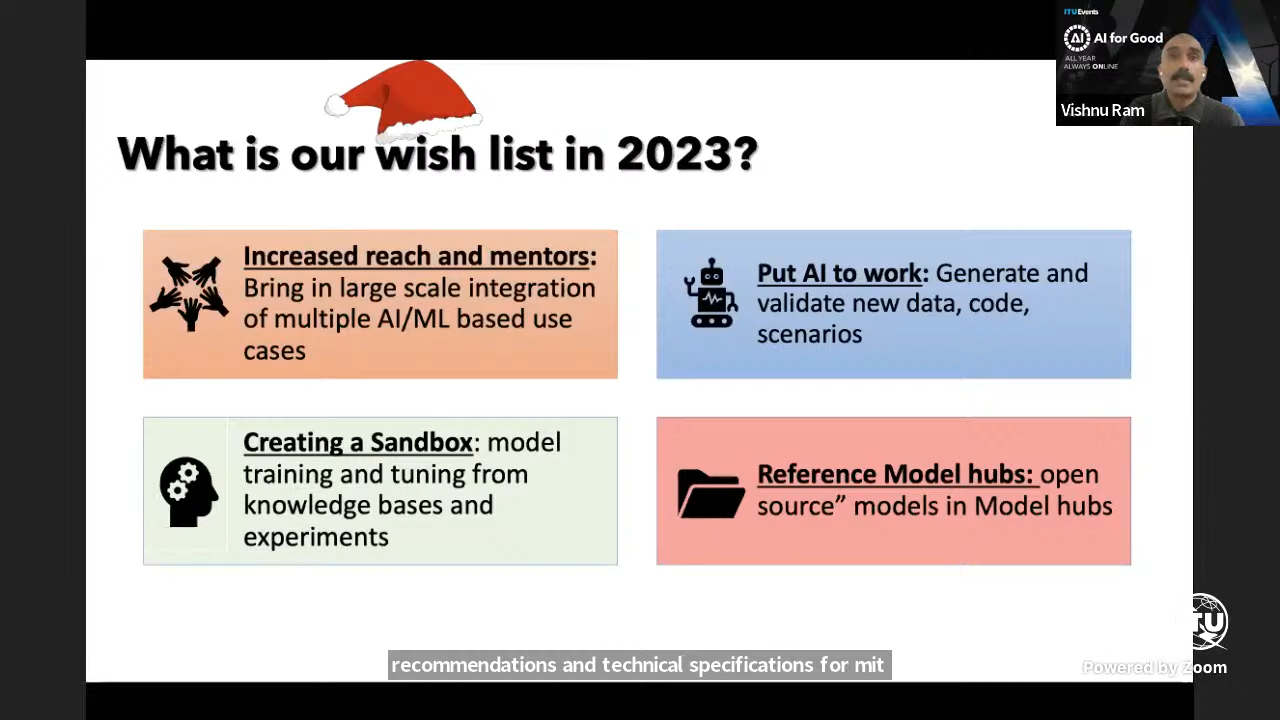 ITUEvents
AI
AI for Good
ALL YEAR
ALWAYS ONLINE
Vishnu Ram
What is our wish list in 2023?
Increased reach and mentors:
Bring in large scale integration
of multiple AI/ML based use
cases
Put AI to work: Generate and
validate new data, code,
scenarios
Creating a Sandbox: model
training and tuning from
knowledge bases and
experiments
Reference Model hubs: open
source” models in Model hubs
ITU
recommendations and technical specifications for mit
Powered by Zoom